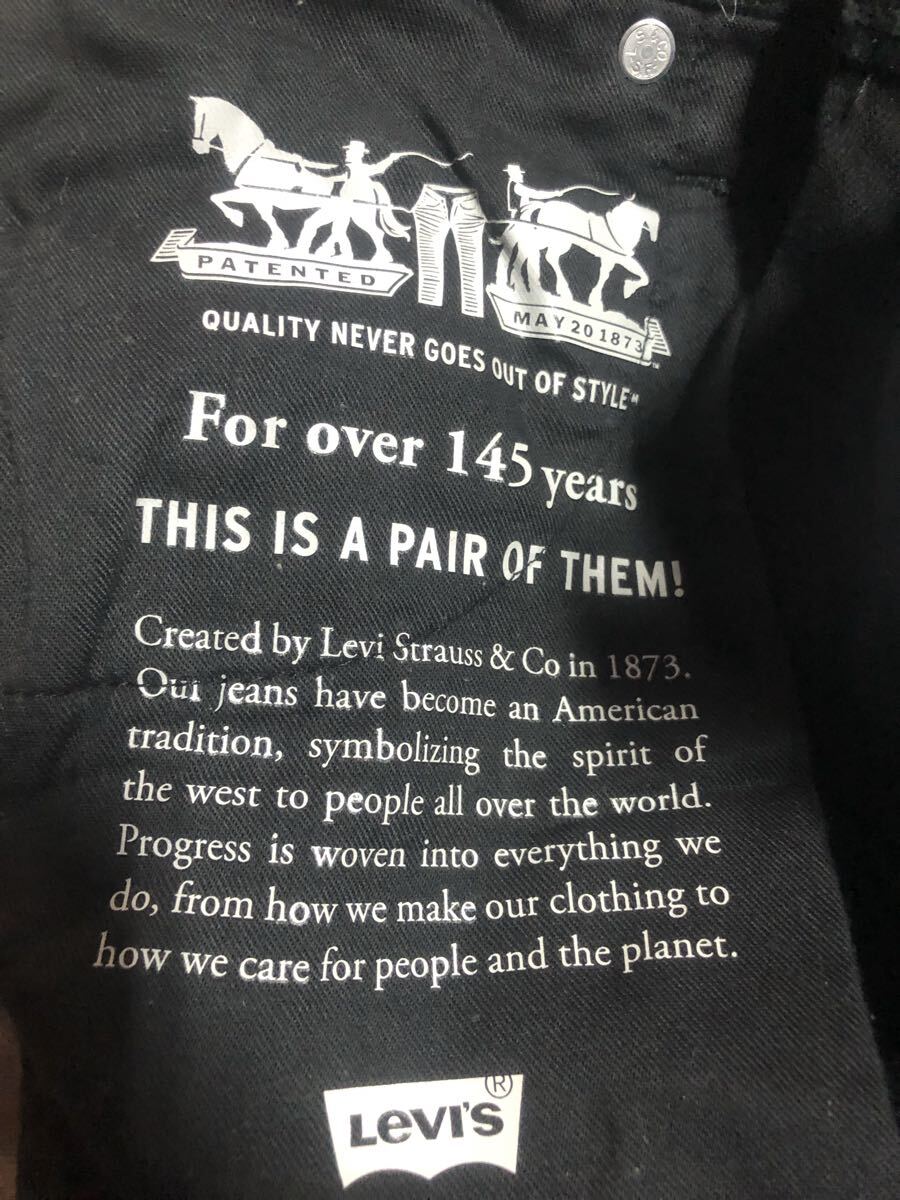 L S & CO S.F.
PATENTED
MAY 20 1873
QUALITY NEVER GOES OUT OF STYLE™
For over 145 years
THIS IS A PAIR OF THEM!
Created by Levi Strauss & Co in 1873.
Our jeans have become an American
tradition, symbolizing the spirit of
the west to people all over the world.
Progress is woven into everything we
do, from how we make our clothing to
how we care for people and the planet.
LEVI'S ®